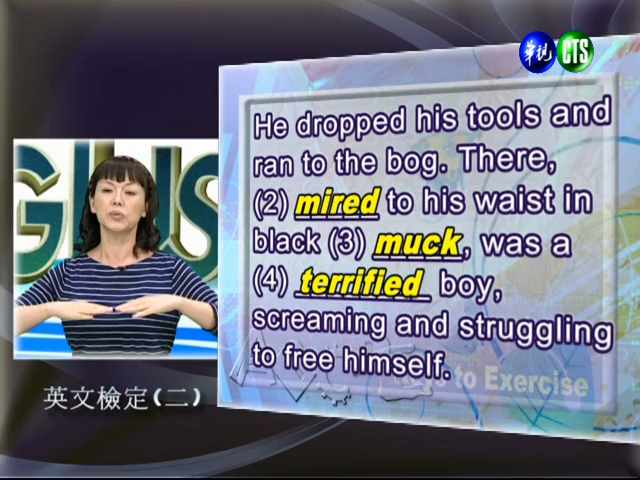 華視 CTS
He dropped his tools and
ran to the bog. There,
(2) mired to his waist in
black (3) muck, was a
(4) terrified boy,
screaming and struggling
to free himself.
to Exercise
GUS
英文檢定(二)